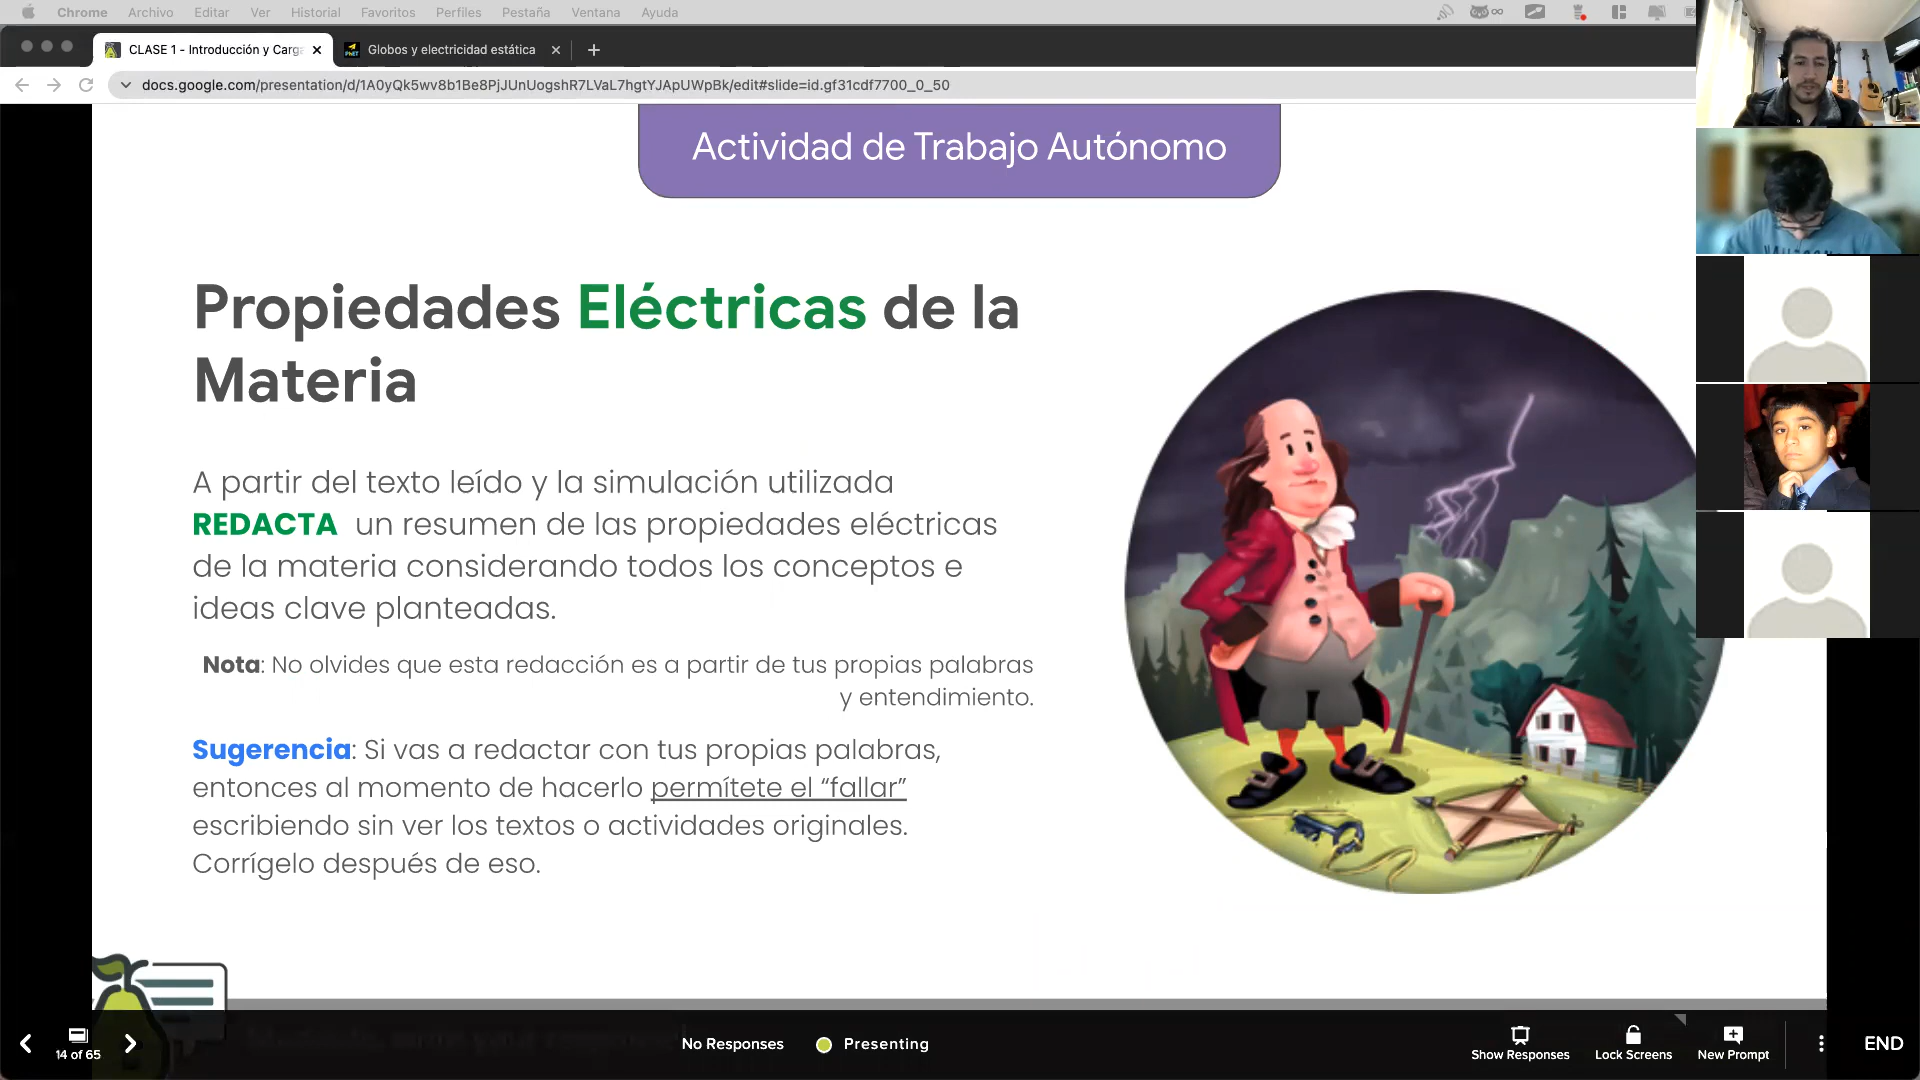 Chrome Archivo Editar Ver Historial Favoritos Perfiles Pestaña Ventana Ayuda
CLASE 1 - Introducción y Carg
Globos y electricidad estática
docs.google.com/presentation/d/1A0yQk5wv8b1Be8PjJUnUogshR7LVaL7hgtYJApUWpBk/edit#slide=id.gf31cdf7700_0_50
Actividad de Trabajo Autónomo
Propiedades Eléctricas de la
Materia
A partir del texto leído y la simulación utilizada
REDACTA un resumen de las propiedades eléctricas
de la materia considerando todos los conceptos e
ideas clave planteadas.
Nota: No olvides que esta redacción es a partir de tus propias palabras
y entendimiento.
Sugerencia: Si vas a redactar con tus propias palabras,
entonces al momento de hacerlo permítete el “fallar”
escribiendo sin ver los textos o actividades originales.
Corrígelo después de eso.
14 of 65
No Responses
Presenting
Show Responses
Lock Screens
New Prompt
END